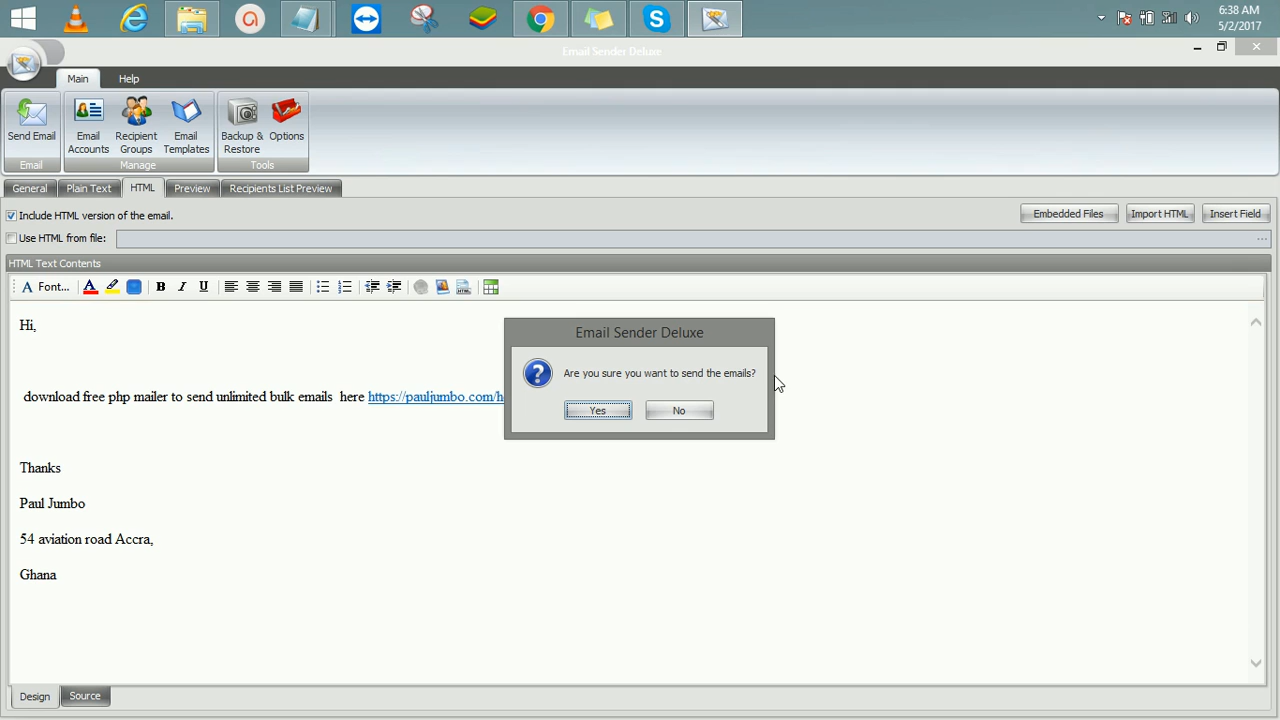 6:38 AM
5/2/2017
Email Sender Deluxe
Main
Help
Send Email
Email
Accounts
Recipient
Groups
Email
Templates
Backup &
Restore
Options
Email
Manage
Tools
General
Plain Text
HTML
Preview
Recipients List Preview
Include HTML version of the email.
Embedded Files
Import HTML
Insert Field
Use HTML from file:
...
HTML Text Contents
A Font...
A
B
I
U
HTML
Hi,
Email Sender Deluxe
Are you sure you want to send the emails?
Yes
No
download free php mailer to send unlimited bulk emails here https://pauljumbo.com/h
Thanks
Paul Jumbo
54 aviation road Accra,
Ghana
Design
Source